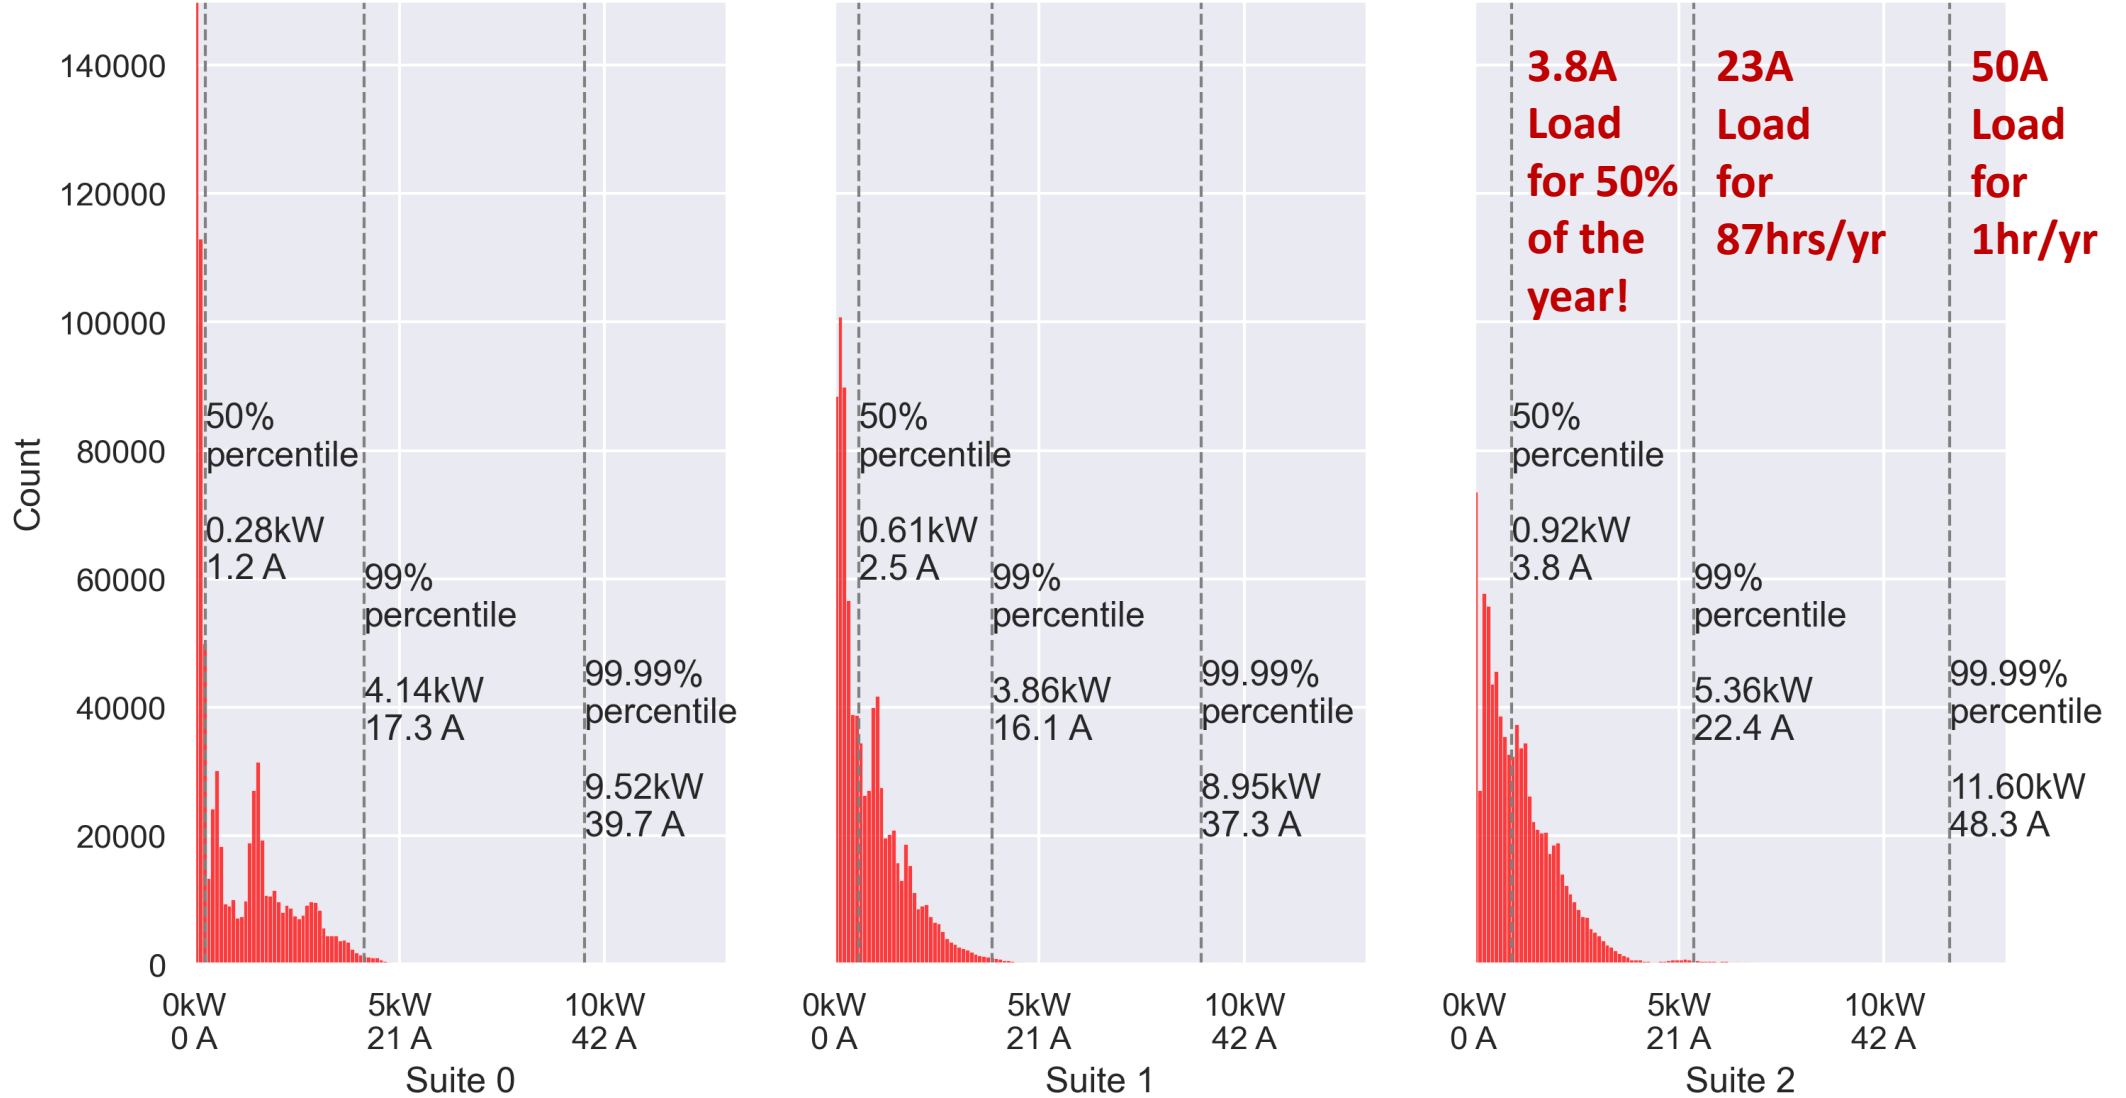 Count
140000
120000
100000
80000
60000
40000
20000
0
50%
percentile
0.28kW
1.2 A
99%
percentile
4.14kW
17.3 A
99.99%
percentile
9.52kW
39.7 A
0kW
0 A
5kW
21 A
10kW
42 A
Suite 0
50%
percentile
0.61kW
2.5 A
99%
percentile
3.86kW
16.1 A
99.99%
percentile
8.95kW
37.3 A
0kW
0 A
5kW
21 A
10kW
42 A
Suite 1
3.8A
Load
for 50%
of the
year!
23A
Load
for
87hrs/yr
50A
Load
for
1hr/yr
50%
percentile
0.92kW
3.8 A
99%
percentile
5.36kW
22.4 A
99.99%
percentile
11.60kW
48.3 A
0kW
0 A
5kW
21 A
10kW
42 A
Suite 2